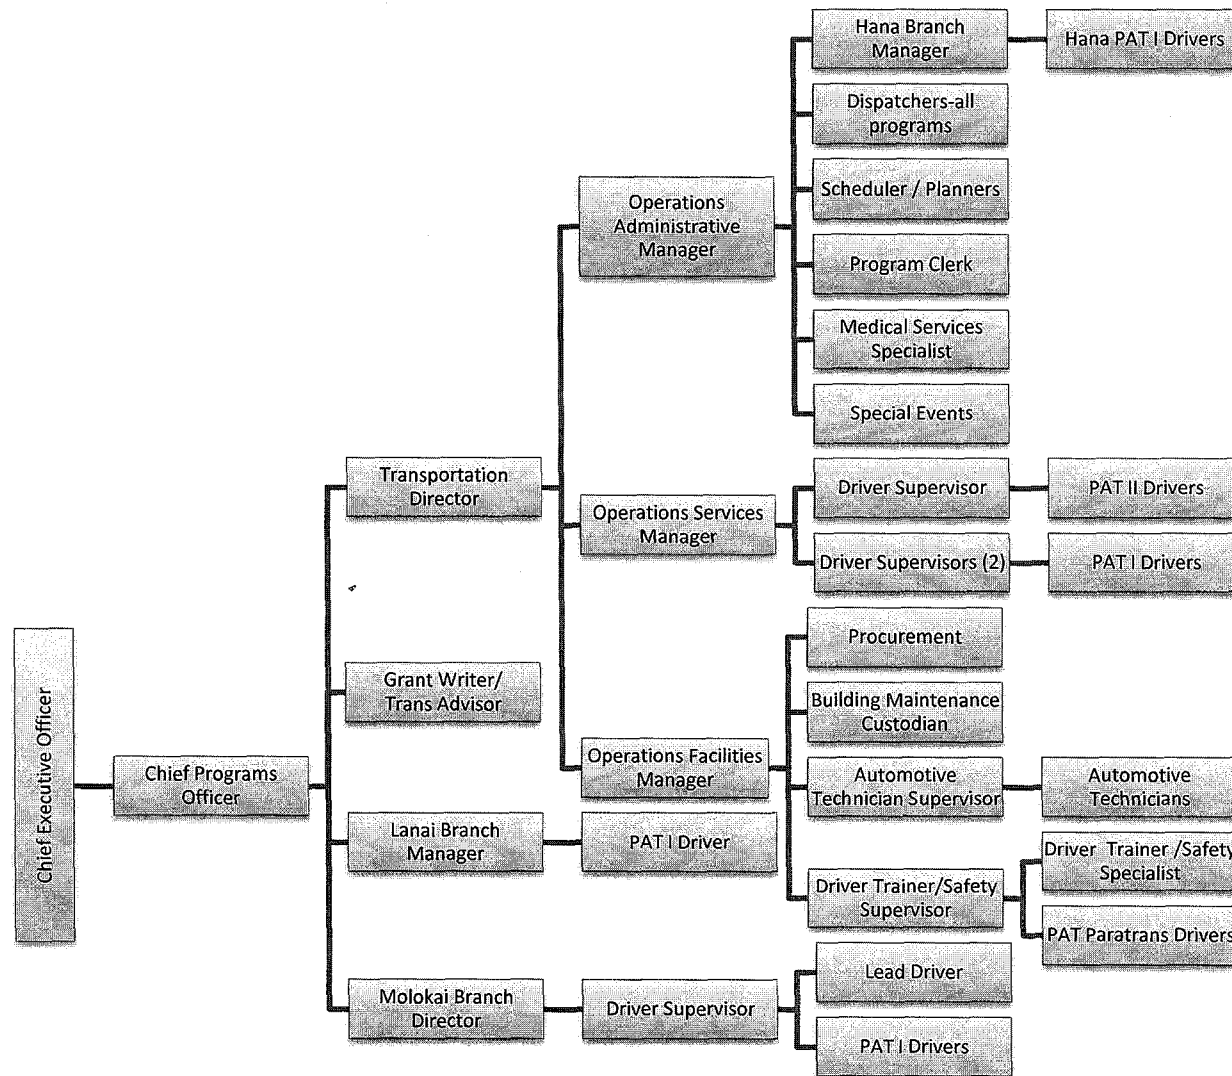 Hana Branch
Manager
Hana PAT I Drivers
Dispatchers-all
programs
Scheduler / Planners
Operations
Administrative
Manager
Program Clerk
Medical Services
Specialist
Special Events
Transportation
Director
Operations Services
Manager
Driver Supervisor
PAT II Drivers
Driver Supervisors (2)
PAT I Drivers
Procurement
Building Maintenance
Custodian
Grant Writer/
Trans Advisor
Operations Facilities
Manager
Automotive
Technician Supervisor
Automotive
Technicians
Chief Executive Officer
Chief Programs
Officer
Lanai Branch
Manager
PAT I Driver
Driver Trainer/Safety
Supervisor
Driver Trainer /Safety
Specialist
PAT Paratrans Drivers
Molokai Branch
Director
Driver Supervisor
Lead Driver
PAT I Drivers